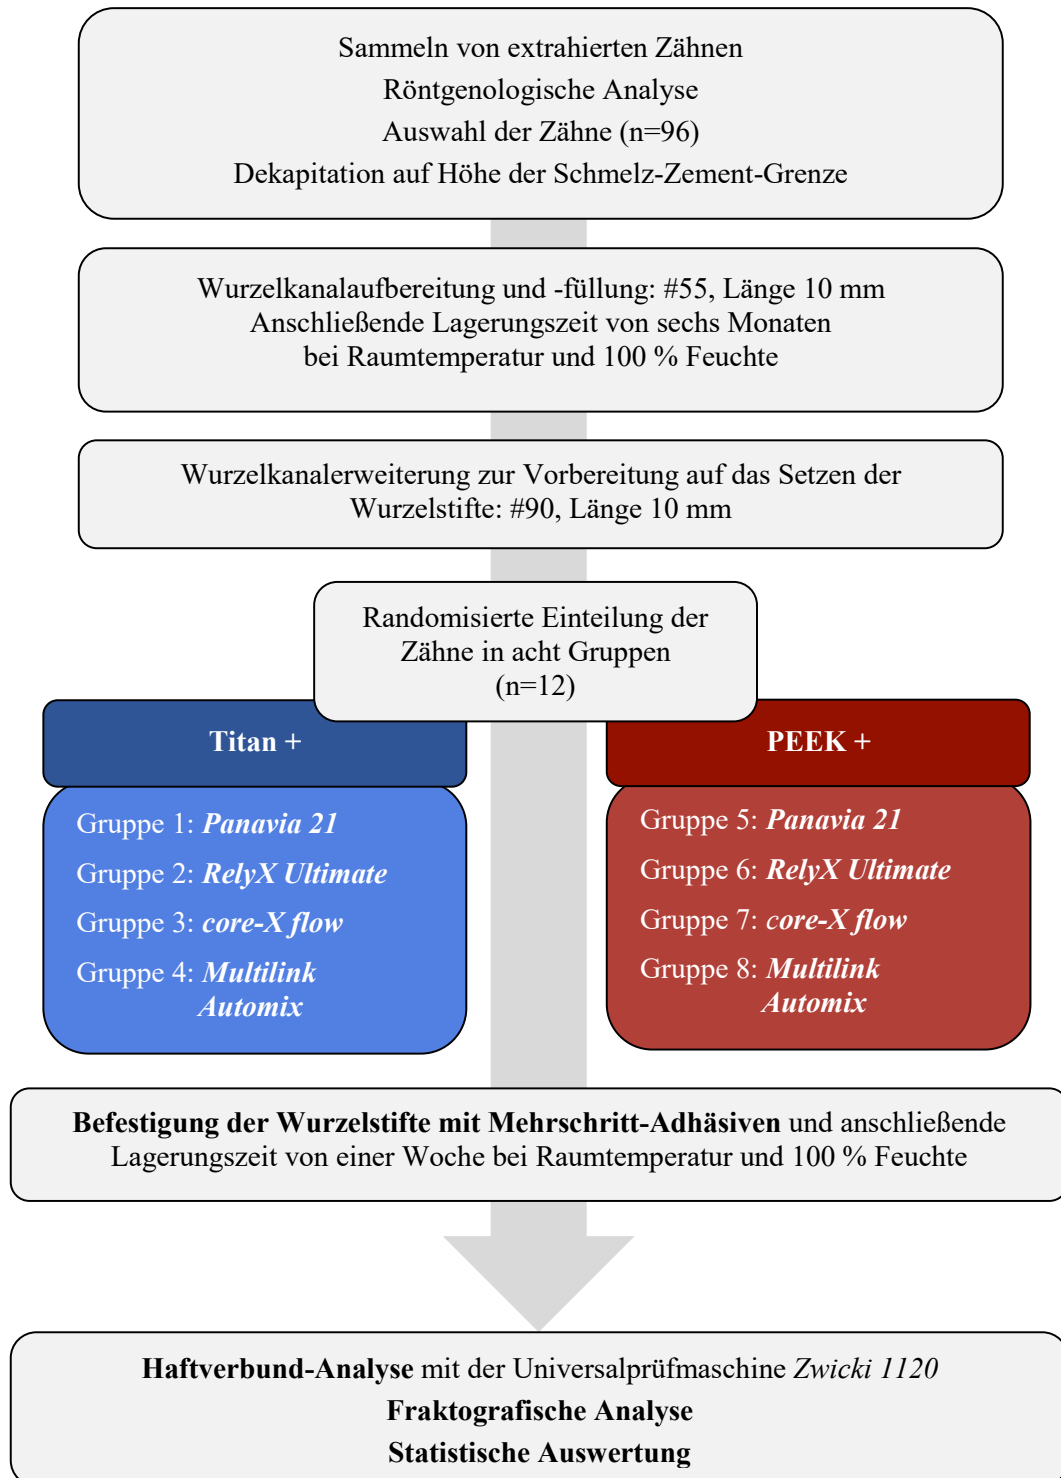 Sammeln von extrahierten Zähnen
Röntgenologische Analyse
Auswahl der Zähne (n=96)
Dekapitation auf Höhe der Schmelz-Zement-Grenze
Wurzelkanalaufbereitung und -füllung: #55, Länge 10 mm
Anschließende Lagerungszeit von sechs Monaten
bei Raumtemperatur und 100 % Feuchte
Wurzelkanalerweiterung zur Vorbereitung auf das Setzen der
Wurzelstifte: #90, Länge 10 mm
Randomisierte Einteilung der
Zähne in acht Gruppen
(n=12)
Titan +
Gruppe 1: Panavia 21
Gruppe 2: RelyX Ultimate
Gruppe 3: core-X flow
Gruppe 4: Multilink
Automix
PEEK +
Gruppe 5: Panavia 21
Gruppe 6: RelyX Ultimate
Gruppe 7: core-X flow
Gruppe 8: Multilink
Automix
Befestigung der Wurzelstifte mit Mehrschritt-Adhäsiven und anschließende
Lagerungszeit von einer Woche bei Raumtemperatur und 100 % Feuchte
Haftverbund-Analyse mit der Universalprüfmaschine Zwicki 1120
Fraktografische Analyse
Statistische Auswertung